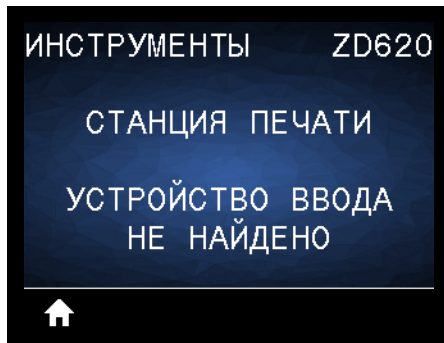 ИНСТРУМЕНТЫ ZD620
СТАНЦИЯ ПЕЧАТИ
УСТРОЙСТВО ВВОДА
НЕ НАЙДЕНО